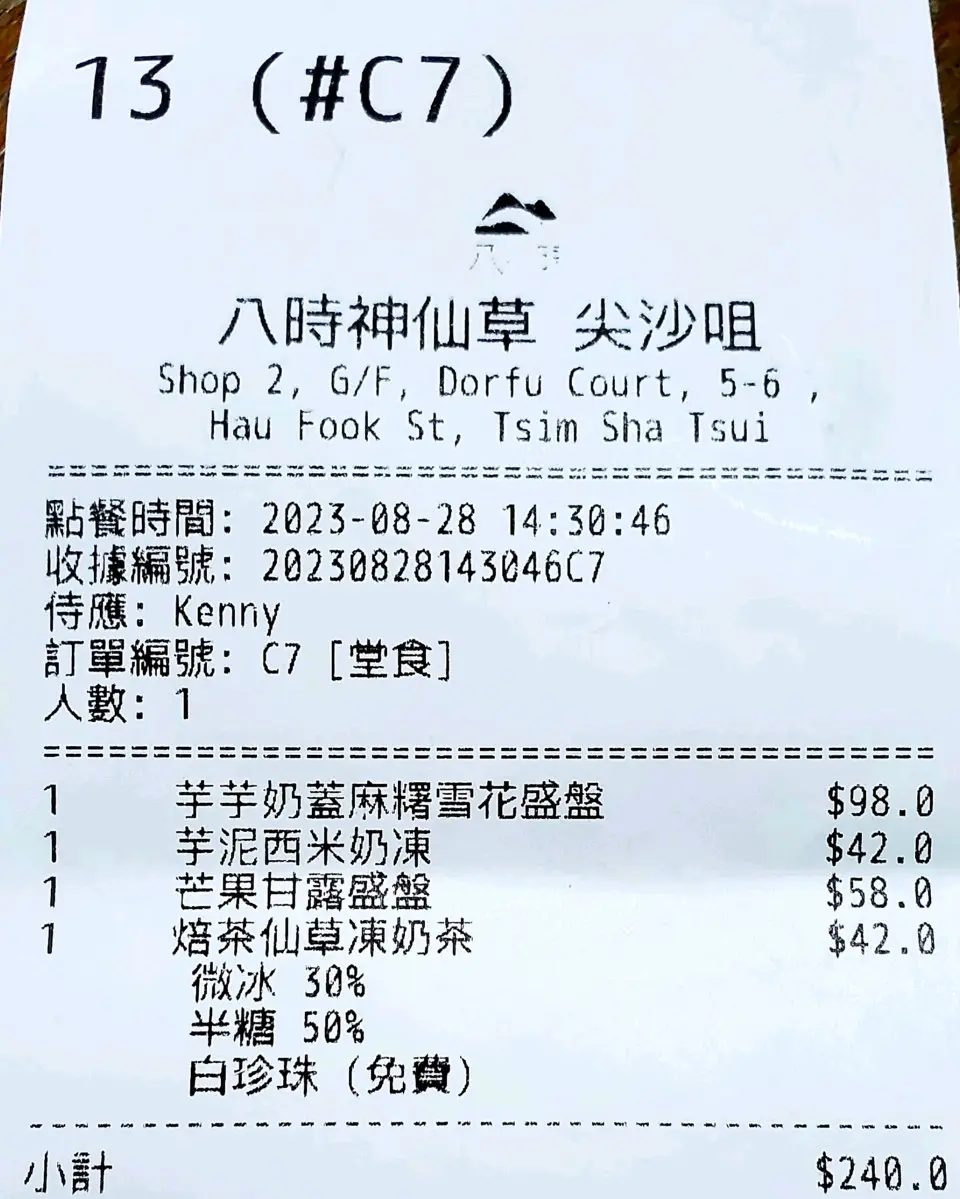 13 (#C7)
八時神仙草 尖沙咀
Shop 2, G/F, Dorfu Court, 5-6 ,
Hau Fook St, Tsim Sha Tsui
點餐時間: 2023-08-28 14:30:46
收據編號: 20230828143046C7
侍應: Kenny
訂單編號: C7 [堂食]
人數: 1
1 芋芋奶蓋麻糬雪花盛盤 $98.0
1 芋泥西米奶凍 $42.0
1 芒果甘露盛盤 $58.0
1 焙茶仙草凍奶茶 $42.0
微冰 30%
半糖 50%
白珍珠 (免費)
小計 $240.0